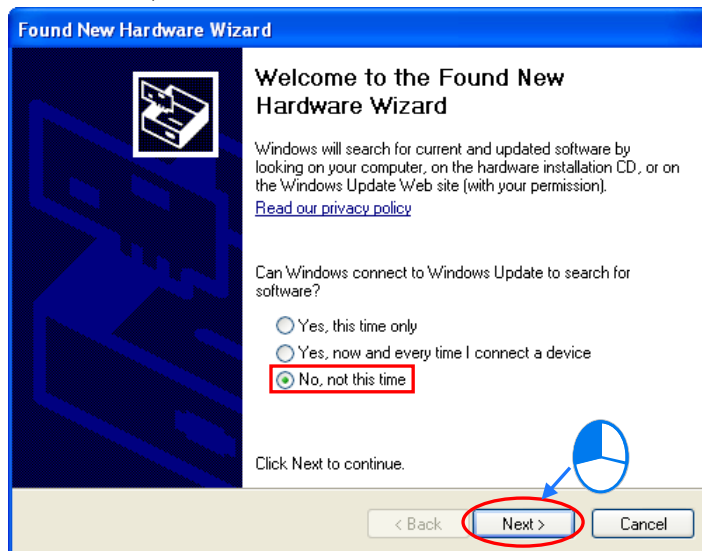 Found New Hardware Wizard
Welcome to the Found New
Hardware Wizard
Windows will search for current and updated software by
looking on your computer, on the hardware installation CD, or on
the Windows Update Web site (with your permission).
Read our privacy policy
Can Windows connect to Windows Update to search for
software?
Yes, this time only
Yes, now and every time I connect a device
No, not this time
Click Next to continue.
< Back Next > Cancel